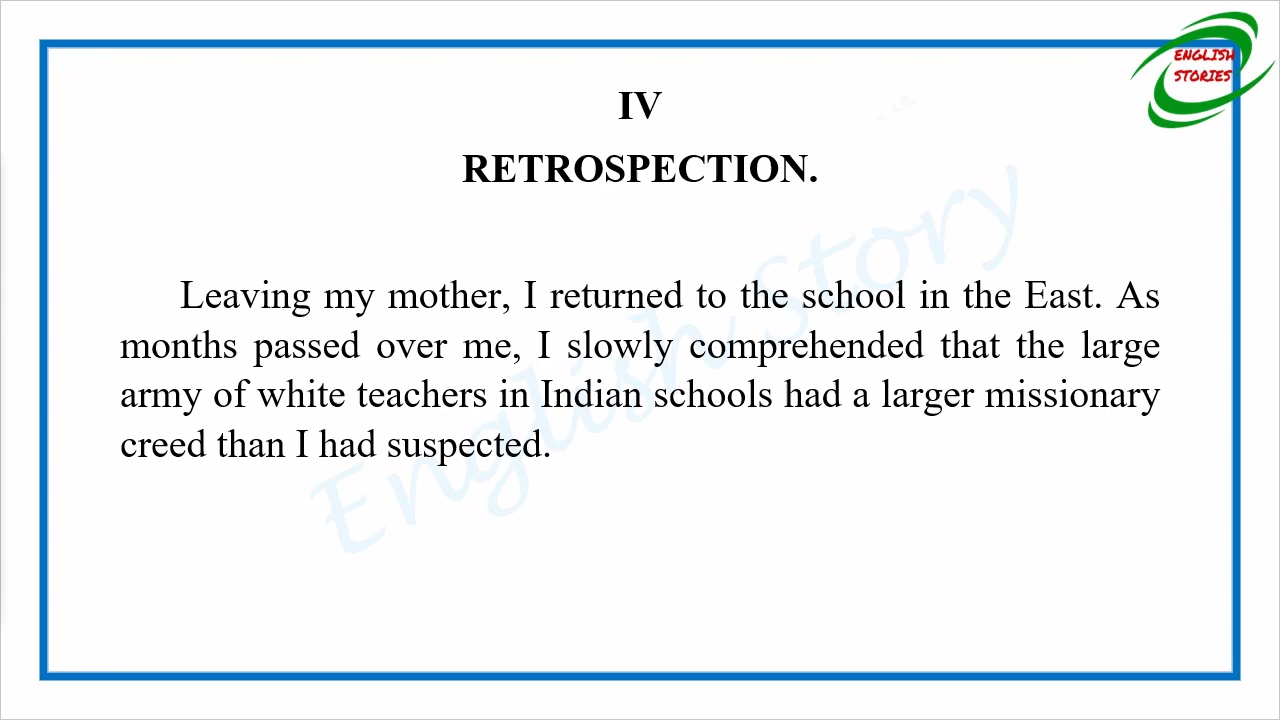 ENGLISH
STORIES
IV
RETROSPECTION.
Leaving my mother, I returned to the school in the East. As
months passed over me, I slowly comprehended that the large
army of white teachers in Indian schools had a larger missionary
creed than I had suspected.
English Story